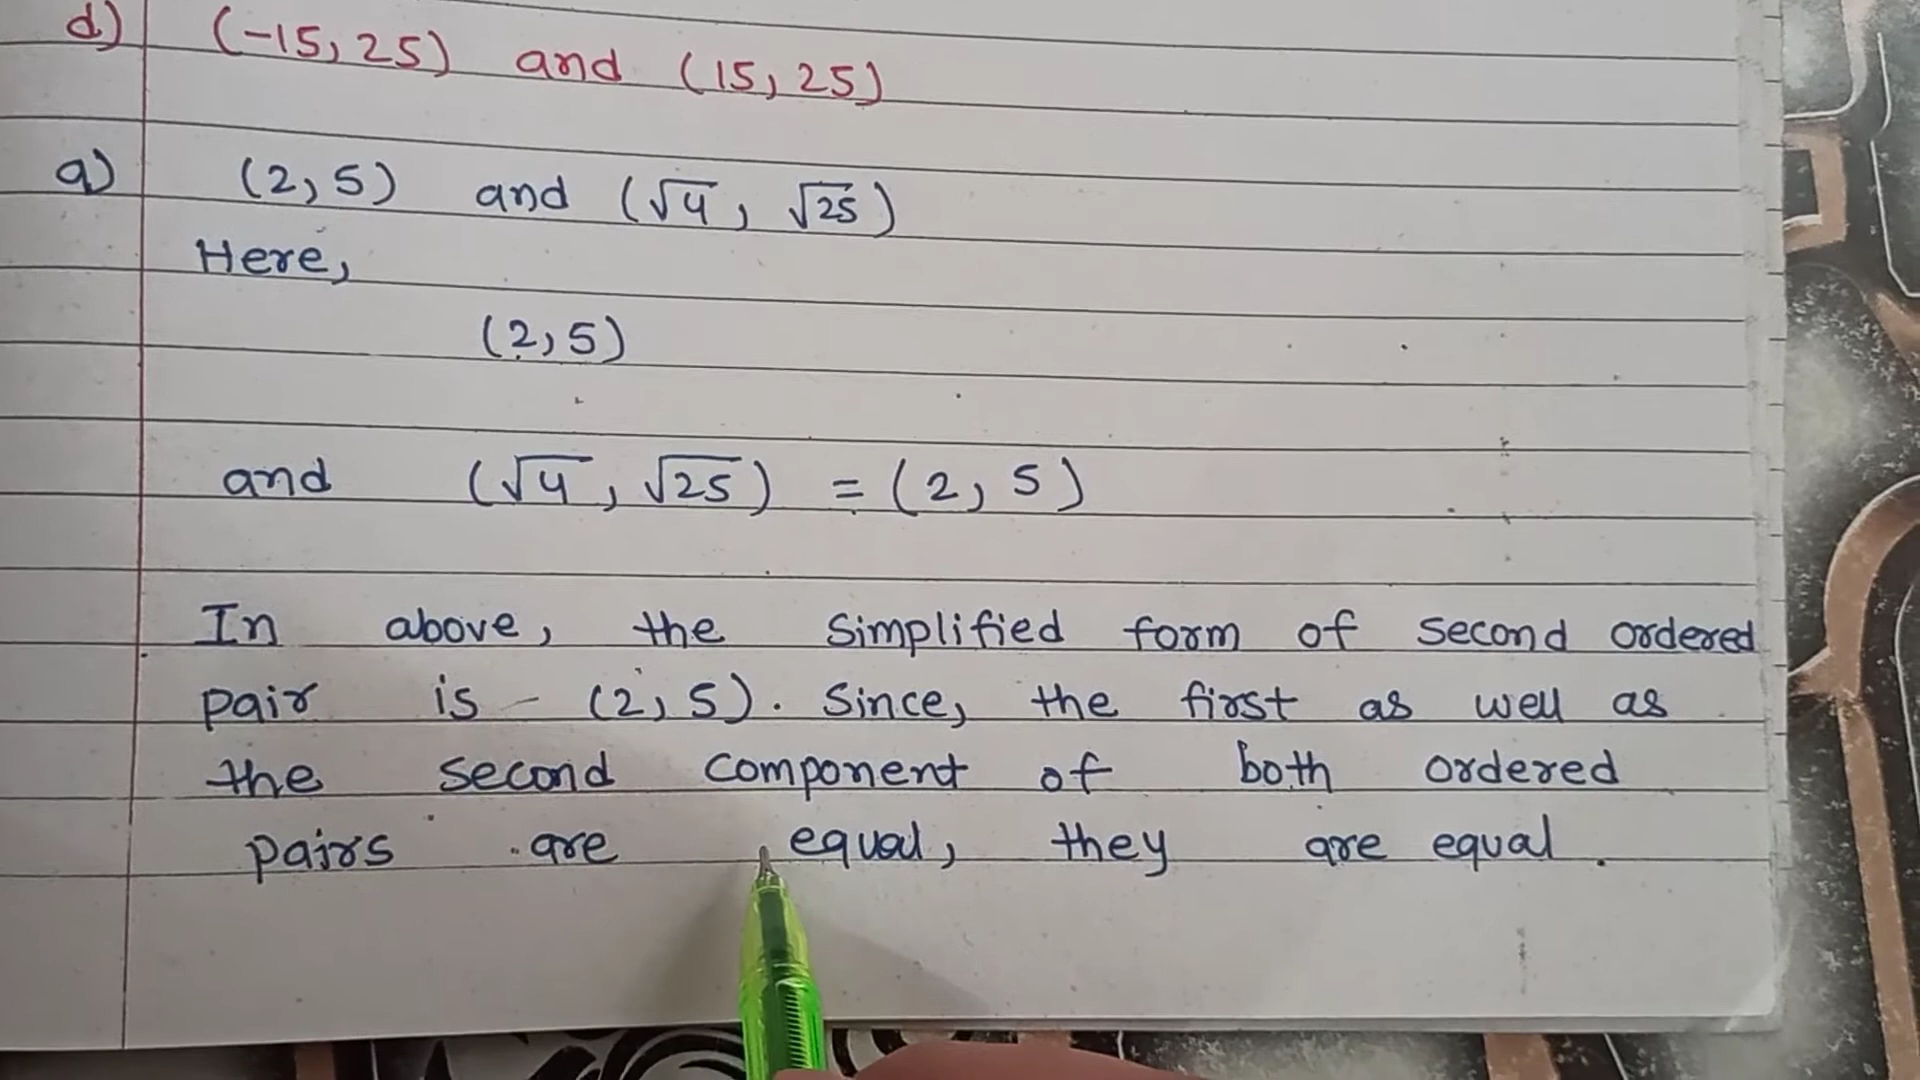 d) (-15, 25) and (15, 25)
a) (2, 5) and (√4, √25)
Here,
(2, 5)
and (√4, √25) = (2, 5)
In above, the simplified form of second ordered
pair is - (2, 5). Since, the first as well as
the second component of both ordered
pairs are equal, they are equal.